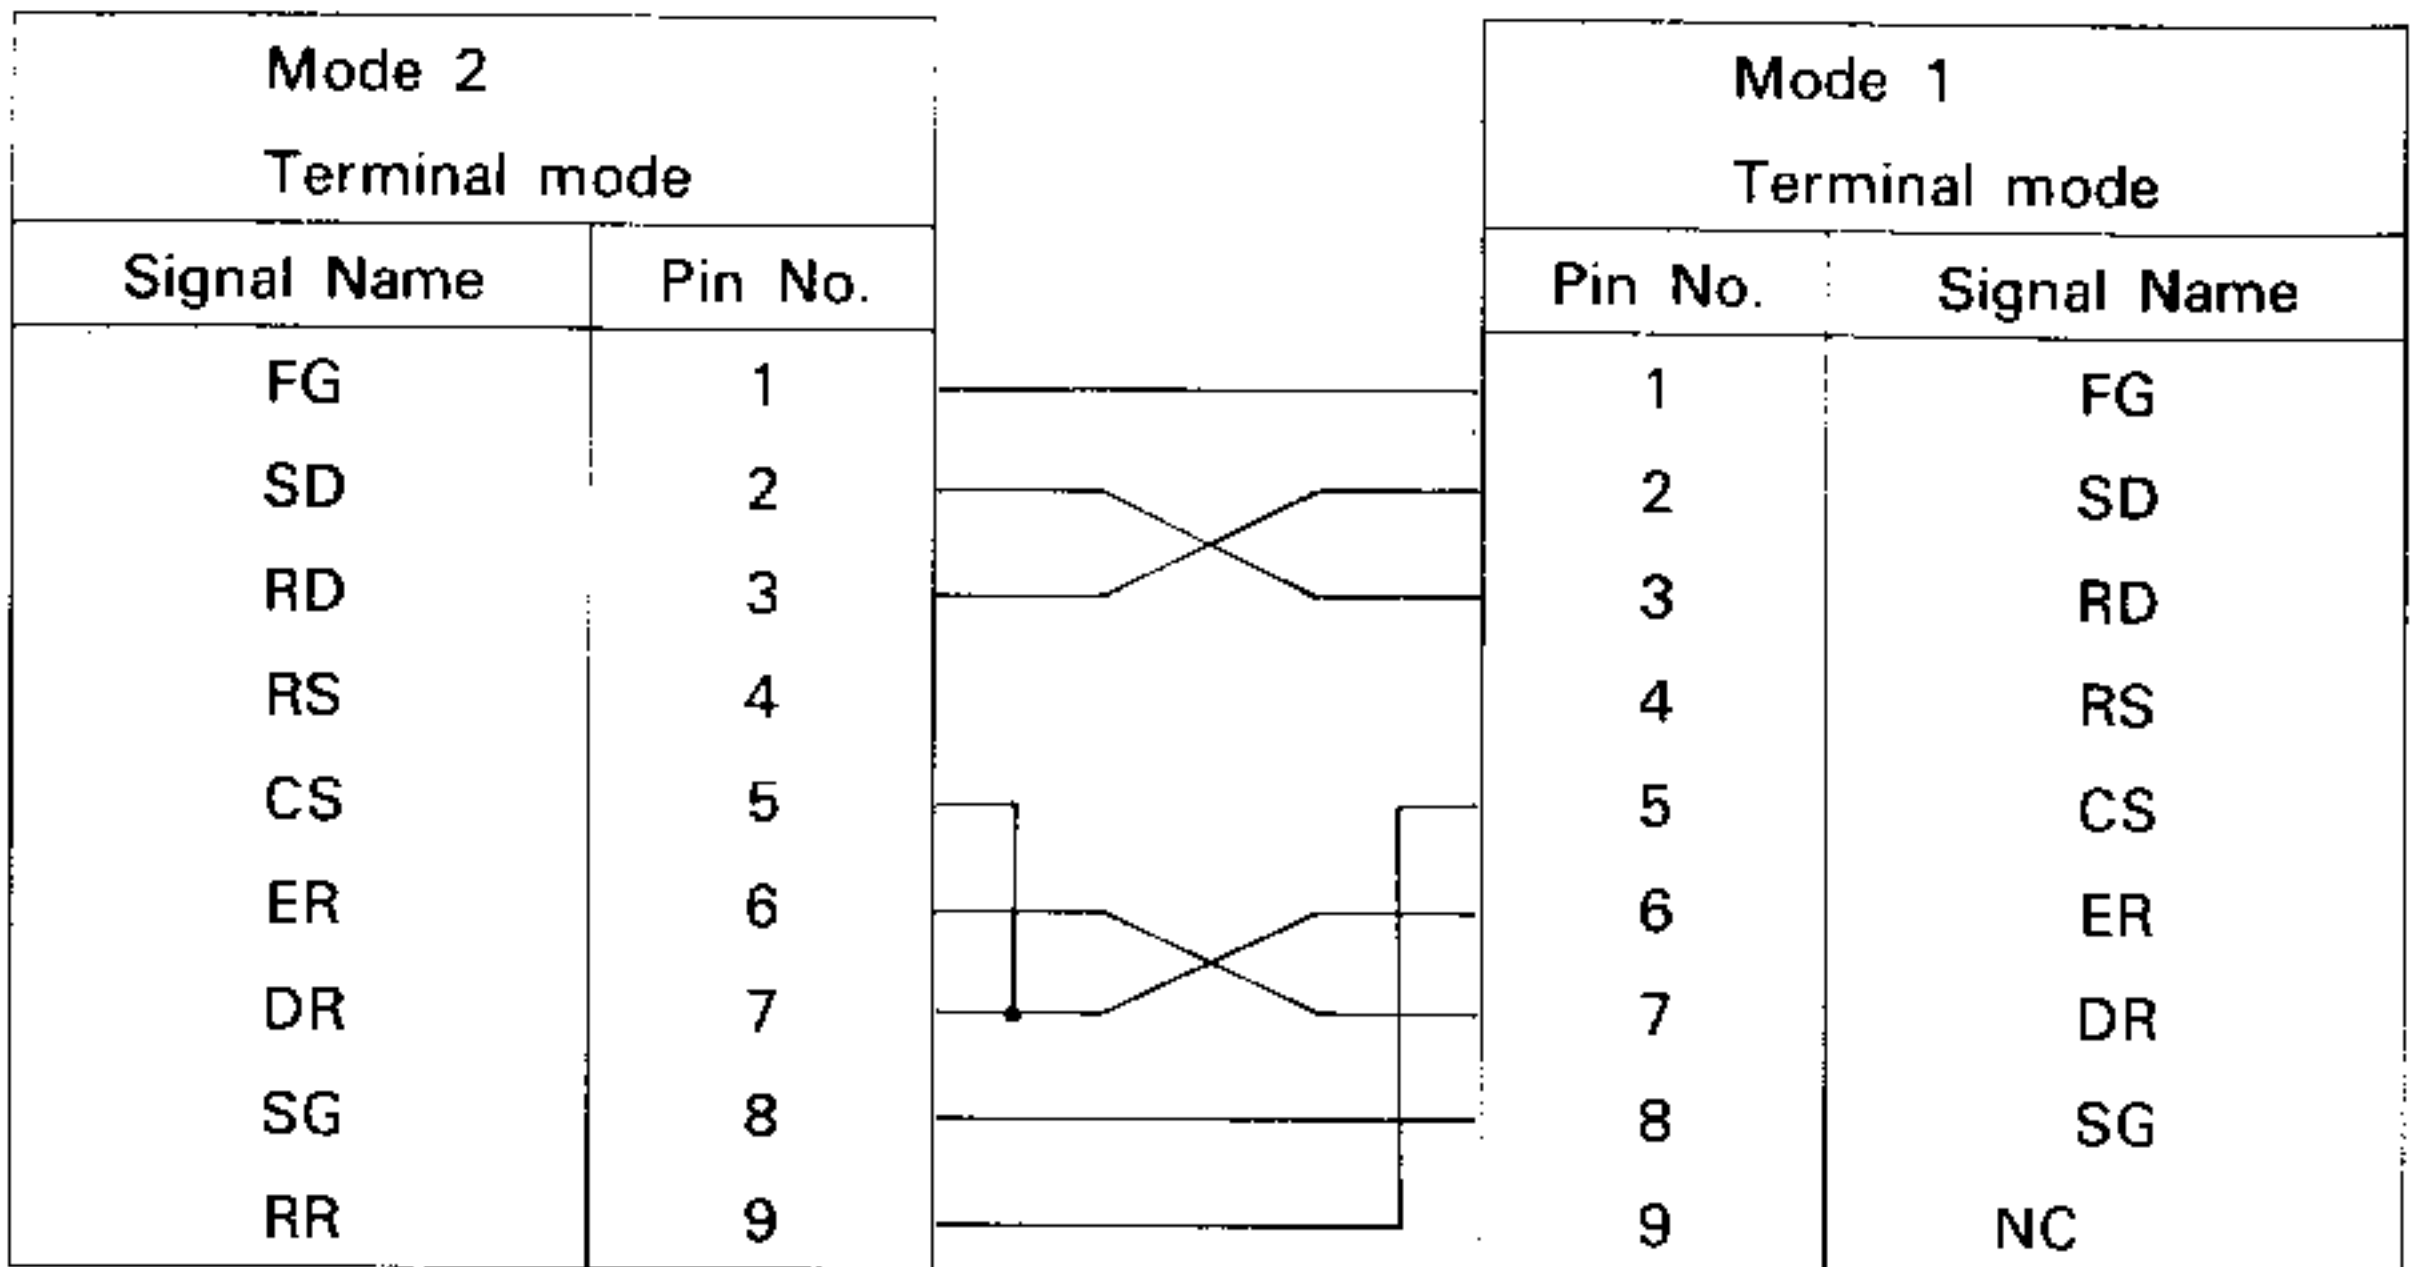 Mode 2
Terminal mode
Signal Name Pin No.
FG 1
SD 2
RD 3
RS 4
CS 5
ER 6
DR 7
SG 8
RR 9
Mode 1
Terminal mode
Pin No. Signal Name
1 FG
2 SD
3 RD
4 RS
5 CS
6 ER
7 DR
8 SG
9 NC